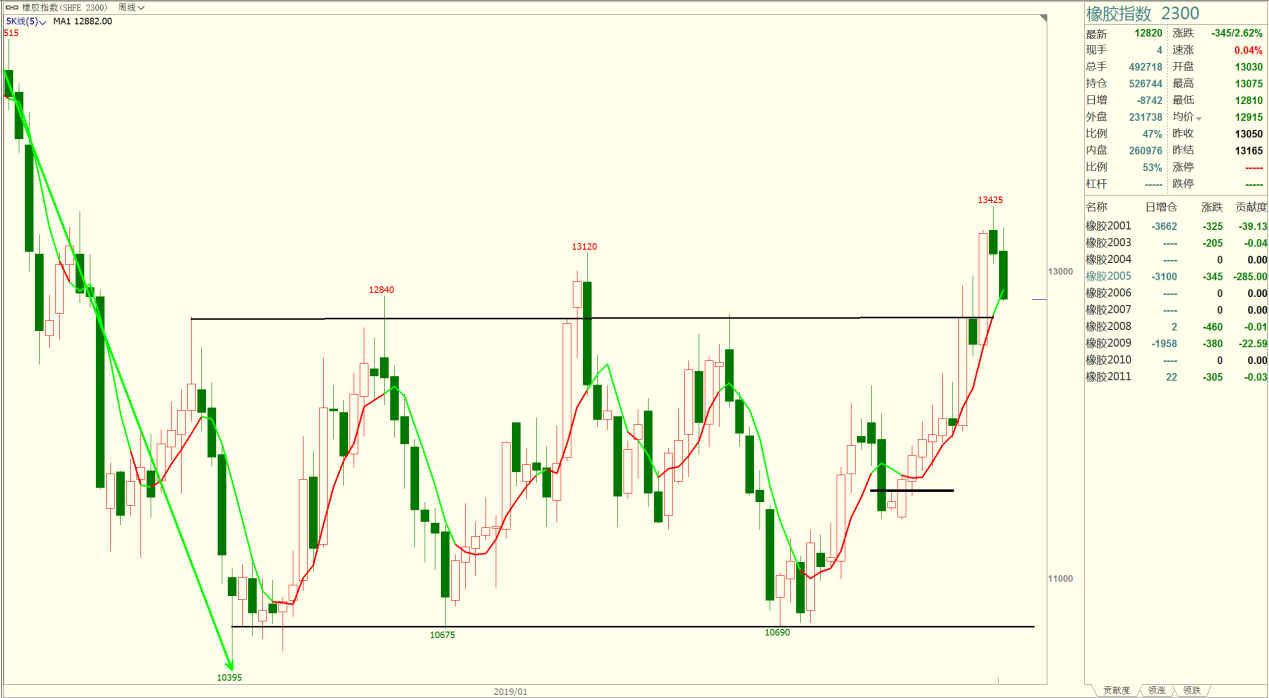 橡胶指数(SHFE 2300) 周线
5K线(5) MA1 12882.00
515
12840
13120
13425
13000
11000
10675
10690
10395
2019/01
橡胶指数 2300
最新 12820 涨跌 -345/2.62%
现手 4 速涨 0.04%
总手 492718 开盘 13030
持仓 526744 最高 13075
日增 -8742 最低 12810
外盘 231738 均价 12915
比例 47% 昨收 13050
内盘 260976 昨结 13165
比例 53% 涨停 -----
杠杆 ----- 跌停 -----
名称 日增仓 涨跌 贡献度
橡胶2001 -3662 -325 -39.13
橡胶2003 ---- -205 -0.04
橡胶2004 ---- 0 0.00
橡胶2005 -3100 -345 -285.00
橡胶2006 ---- 0 0.00
橡胶2007 ---- 0 0.00
橡胶2008 2 -460 -0.01
橡胶2009 -1958 -380 -22.59
橡胶2010 ---- 0 0.00
橡胶2011 22 -305 -0.03
贡献度 领涨 领跌